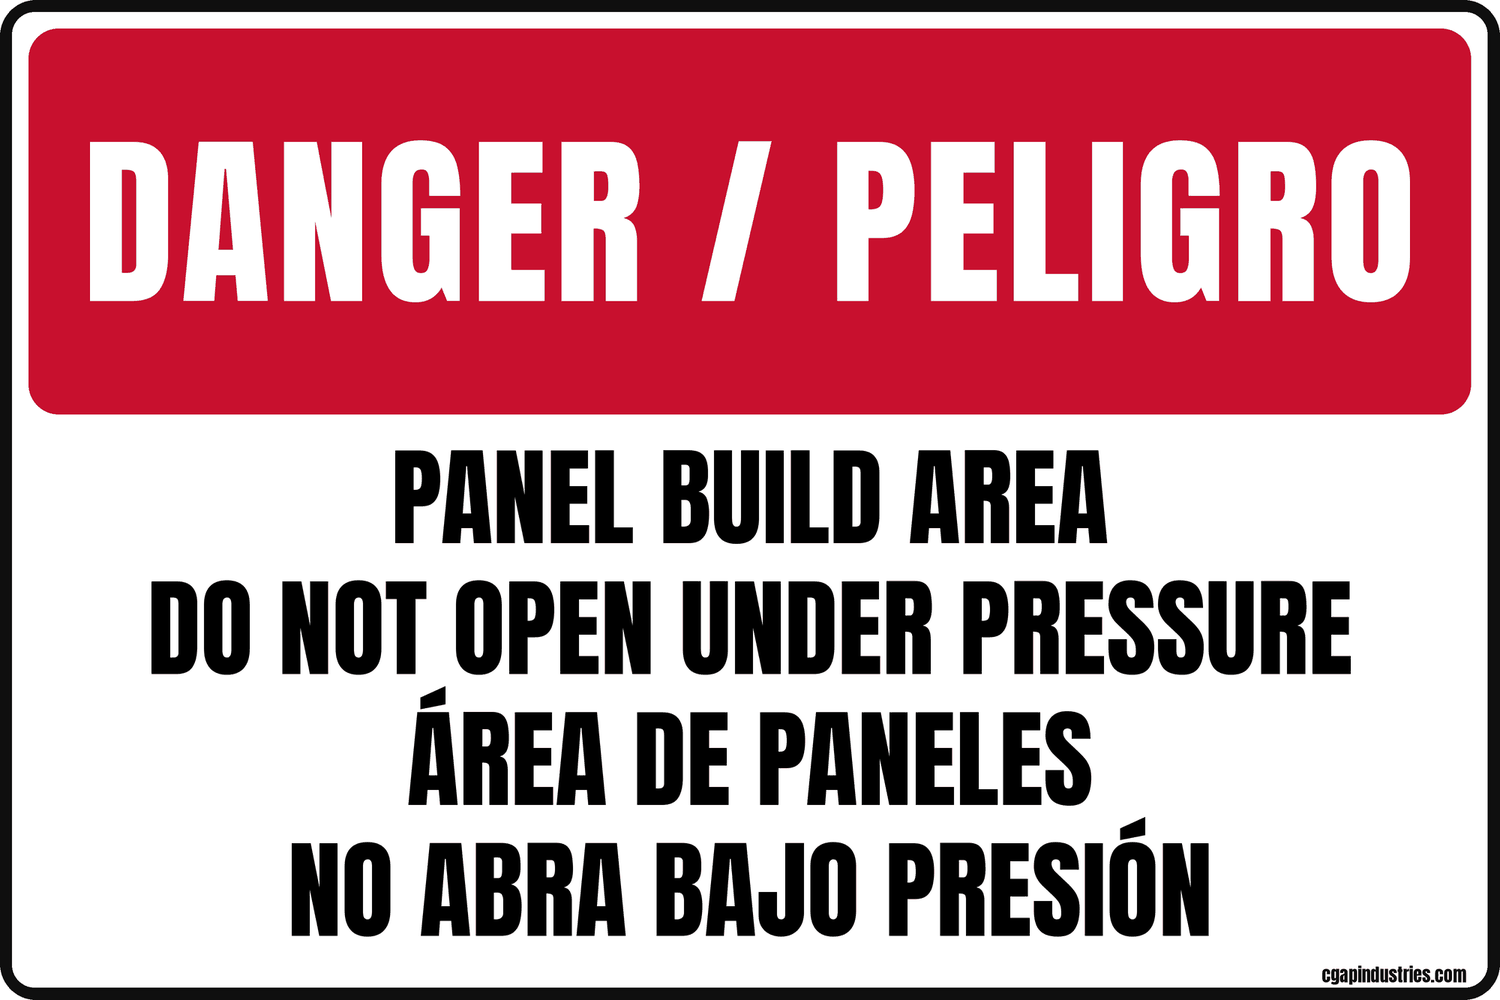 DANGER / PELIGRO
PANEL BUILD AREA
DO NOT OPEN UNDER PRESSURE
ÁREA DE PANELES
NO ABRA BAJO PRESIÓN
cgapindustries.com